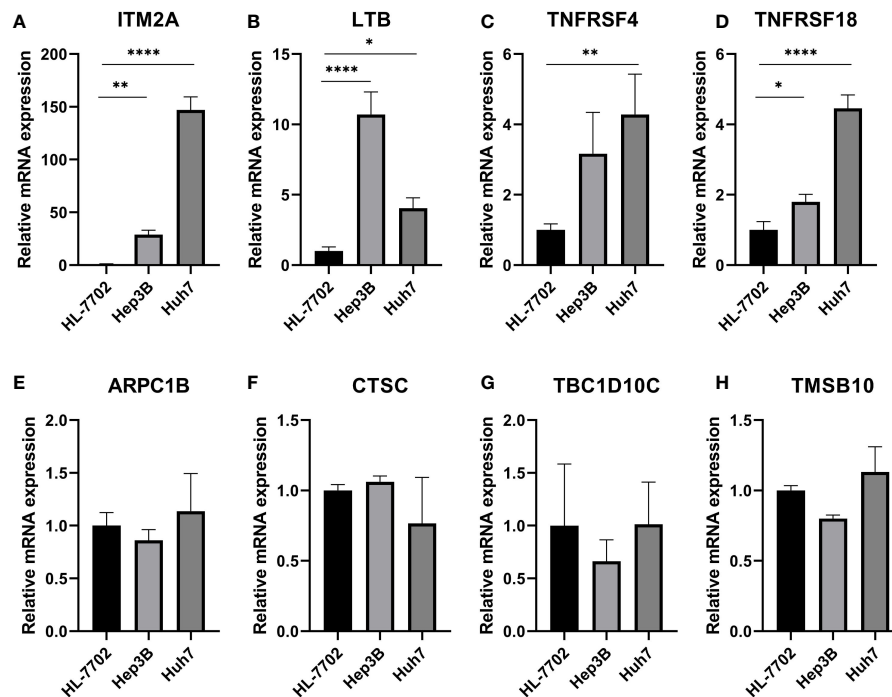 A
ITM2A
Relative mRNA expression
200
150
100
50
0
****
**
HL-7702
Hep3B
Huh7
B
LTB
Relative mRNA expression
15
10
5
0
*
****
HL-7702
Hep3B
Huh7
C
TNFRSF4
Relative mRNA expression
6
4
2
0
**
HL-7702
Hep3B
Huh7
D
TNFRSF18
Relative mRNA expression
6
4
2
0
****
*
HL-7702
Hep3B
Huh7
E
ARPC1B
Relative mRNA expression
2.0
1.5
1.0
0.5
0.0
HL-7702
Hep3B
Huh7
F
CTSC
Relative mRNA expression
1.5
1.0
0.5
0.0
HL-7702
Hep3B
Huh7
G
TBC1D10C
Relative mRNA expression
2.0
1.5
1.0
0.5
0.0
HL-7702
Hep3B
Huh7
H
TMSB10
Relative mRNA expression
1.5
1.0
0.5
0.0
HL-7702
Hep3B
Huh7